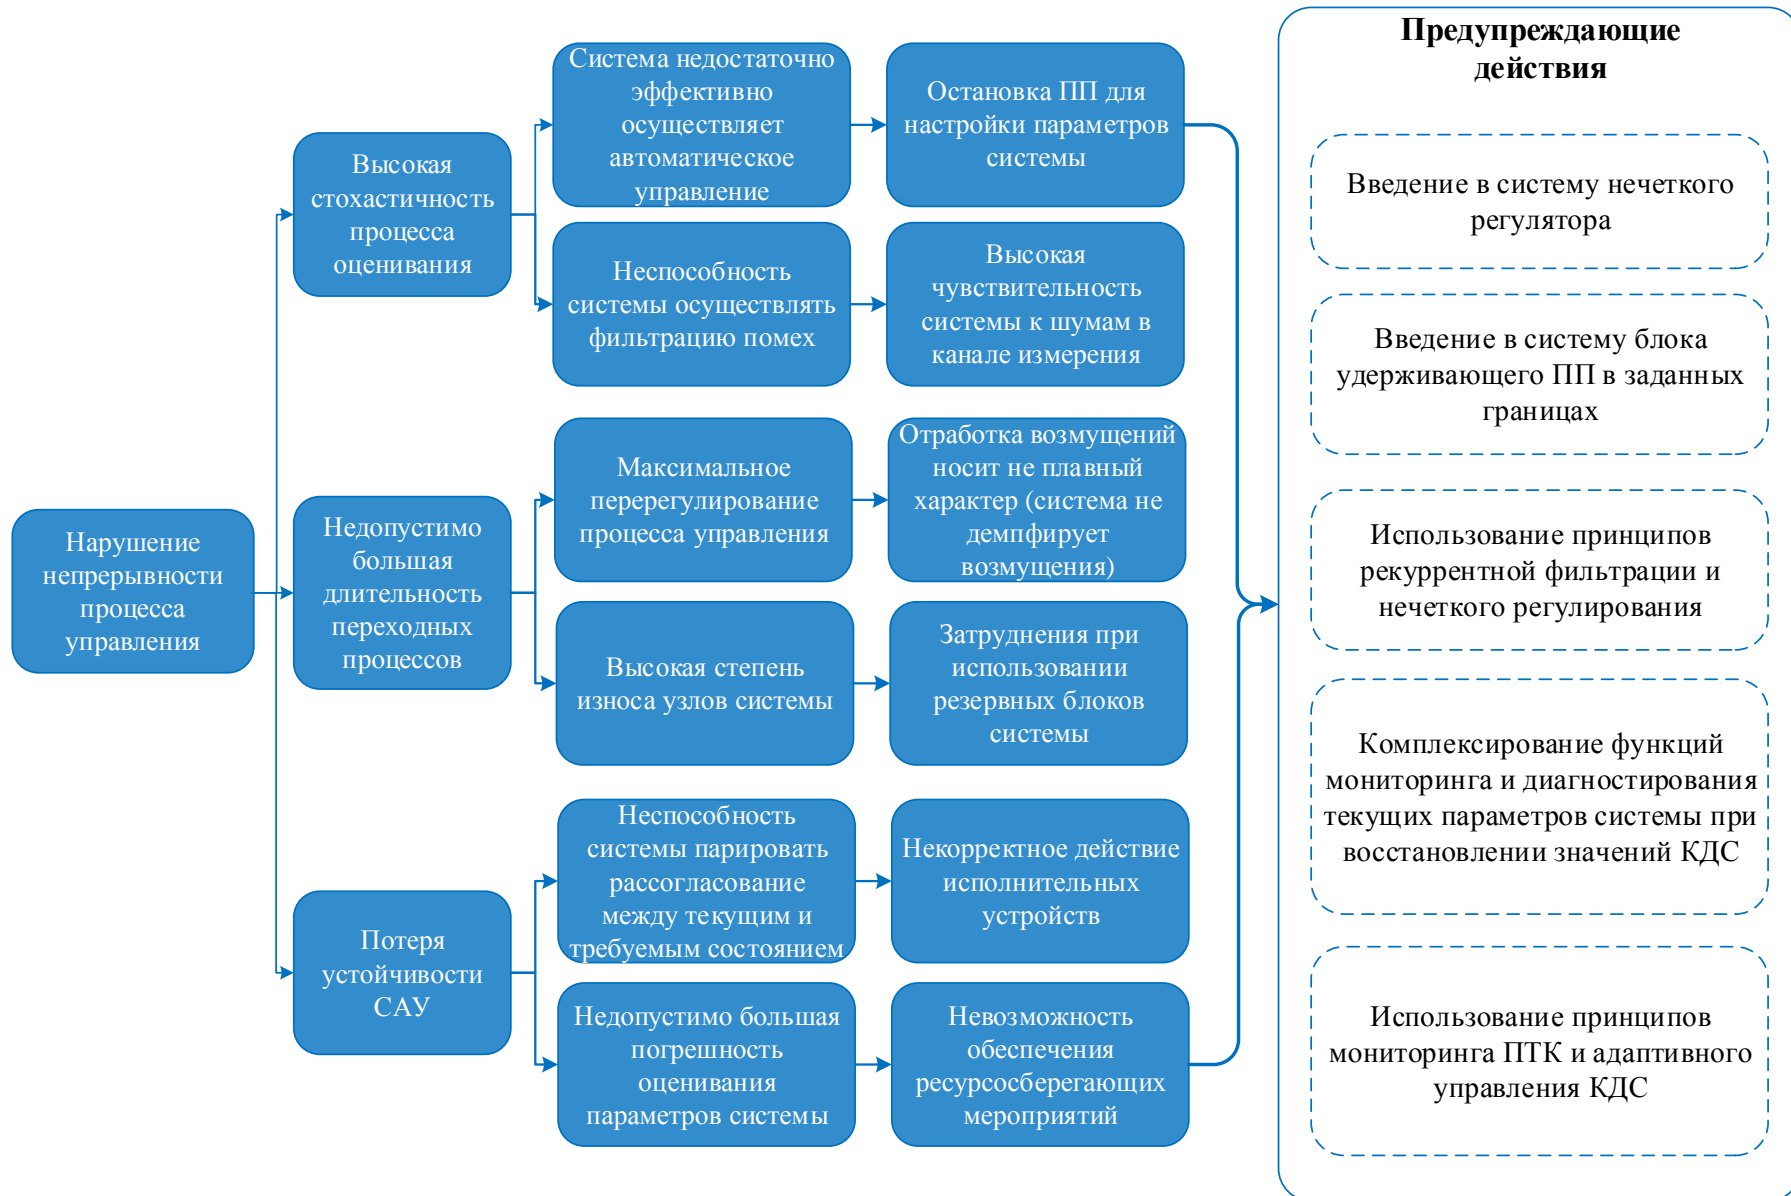 Нарушение
непрерывности
процесса
управления
Высокая
стохастичность
процесса
оценивания
Недопустимо
большая
длительность
переходных
процессов
Потеря
устойчивости
САУ
Система недостаточно
эффективно
осуществляет
автоматическое
управление
Неспособность
системы осуществлять
фильтрацию помех
Максимальное
перерегулирование
процесса управления
Высокая степень
износа узлов системы
Неспособность
системы парировать
рассогласование
между текущим и
требуемым состоянием
Недопустимо большая
погрешность
оценивания
параметров системы
Остановка ПП для
настройки параметров
системы
Высокая
чувствительность
системы к шумам в
канале измерения
Отработка возмущений
носит не плавный
характер (система не
демпфирует
возмущения)
Затруднения при
использовании
резервных блоков
системы
Некорректное действие
исполнительных
устройств
Невозможность
обеспечения
ресурсосберегающих
мероприятий
Предупреждающие
действия
Введение в систему нечеткого
регулятора
Введение в систему блока
удерживающего ПП в заданных
границах
Использование принципов
рекуррентной фильтрации и
нечеткого регулирования
Комплексирование функций
мониторинга и диагностирования
текущих параметров системы при
восстановлении значений КДС
Использование принципов
мониторинга ПТК и адаптивного
управления КДС